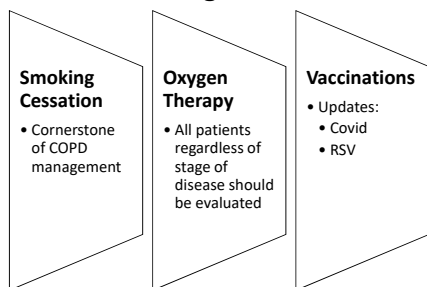 Smoking
Cessation
• Cornerstone
of COPD
management
Oxygen
Therapy
• All patients
regardless of
stage of
disease should
be evaluated
Vaccinations
• Updates:
• Covid
• RSV